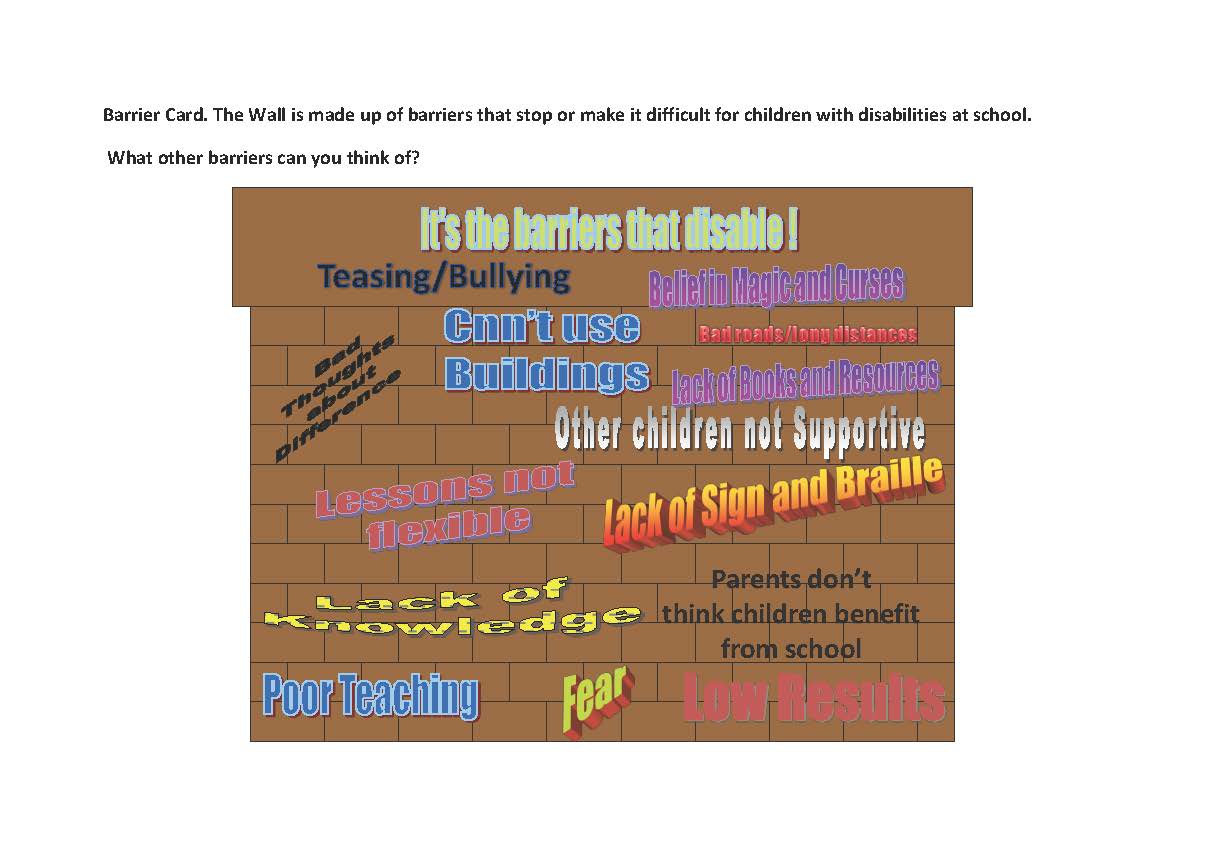 Barrier Card. The Wall is made up of barriers that stop or make it difficult for children with disabilities at school.
What other barriers can you think of?
It's the barriers that disable !
Teasing/Bullying
Belief in Magic and Curses
Cnn't use
Buildings
Bad roads/long distances
Bad
Thoughts
about
Difference
Lack of Books and Resources
Other children not Supportive
Lessons not
flexible
Lack of Sign and Braille
Lack of
Knowledge
Parents don't
think children benefit
from school
Poor Teaching
Fear
Low Results